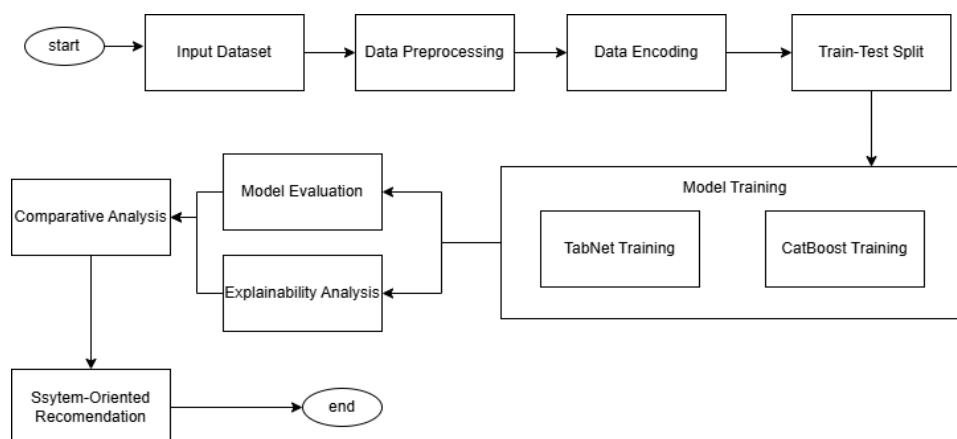 start
Input Dataset
Data Preprocessing
Data Encoding
Train-Test Split
Model Training
TabNet Training
CatBoost Training
Model Evaluation
Explainability Analysis
Comparative Analysis
Ssytem-Oriented
Recomendation
end